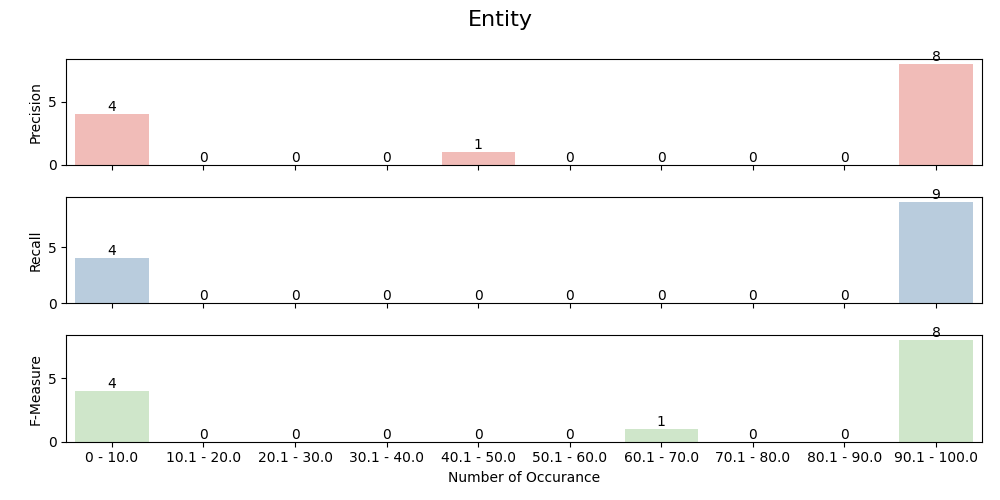 Entity
Precision
5
0
4 0 0 0 1 0 0 0 0 8
Recall
5
0
4 0 0 0 0 0 0 0 0 9
F-Measure
5
0
4 0 0 0 0 0 1 0 0 8
0 - 10.0 10.1 - 20.0 20.1 - 30.0 30.1 - 40.0 40.1 - 50.0 50.1 - 60.0 60.1 - 70.0 70.1 - 80.0 80.1 - 90.0 90.1 - 100.0
Number of Occurance